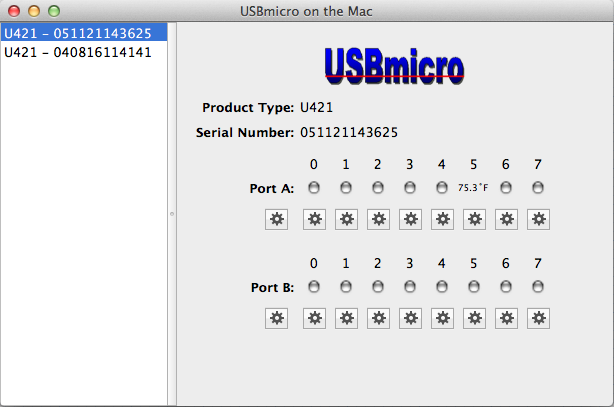 USBmicro on the Mac
U421 - 051121143625
U421 - 040816114141
USBmicro
Product Type: U421
Serial Number: 051121143625
0 1 2 3 4 5 6 7
Port A: 75.3°F
0 1 2 3 4 5 6 7
Port B: